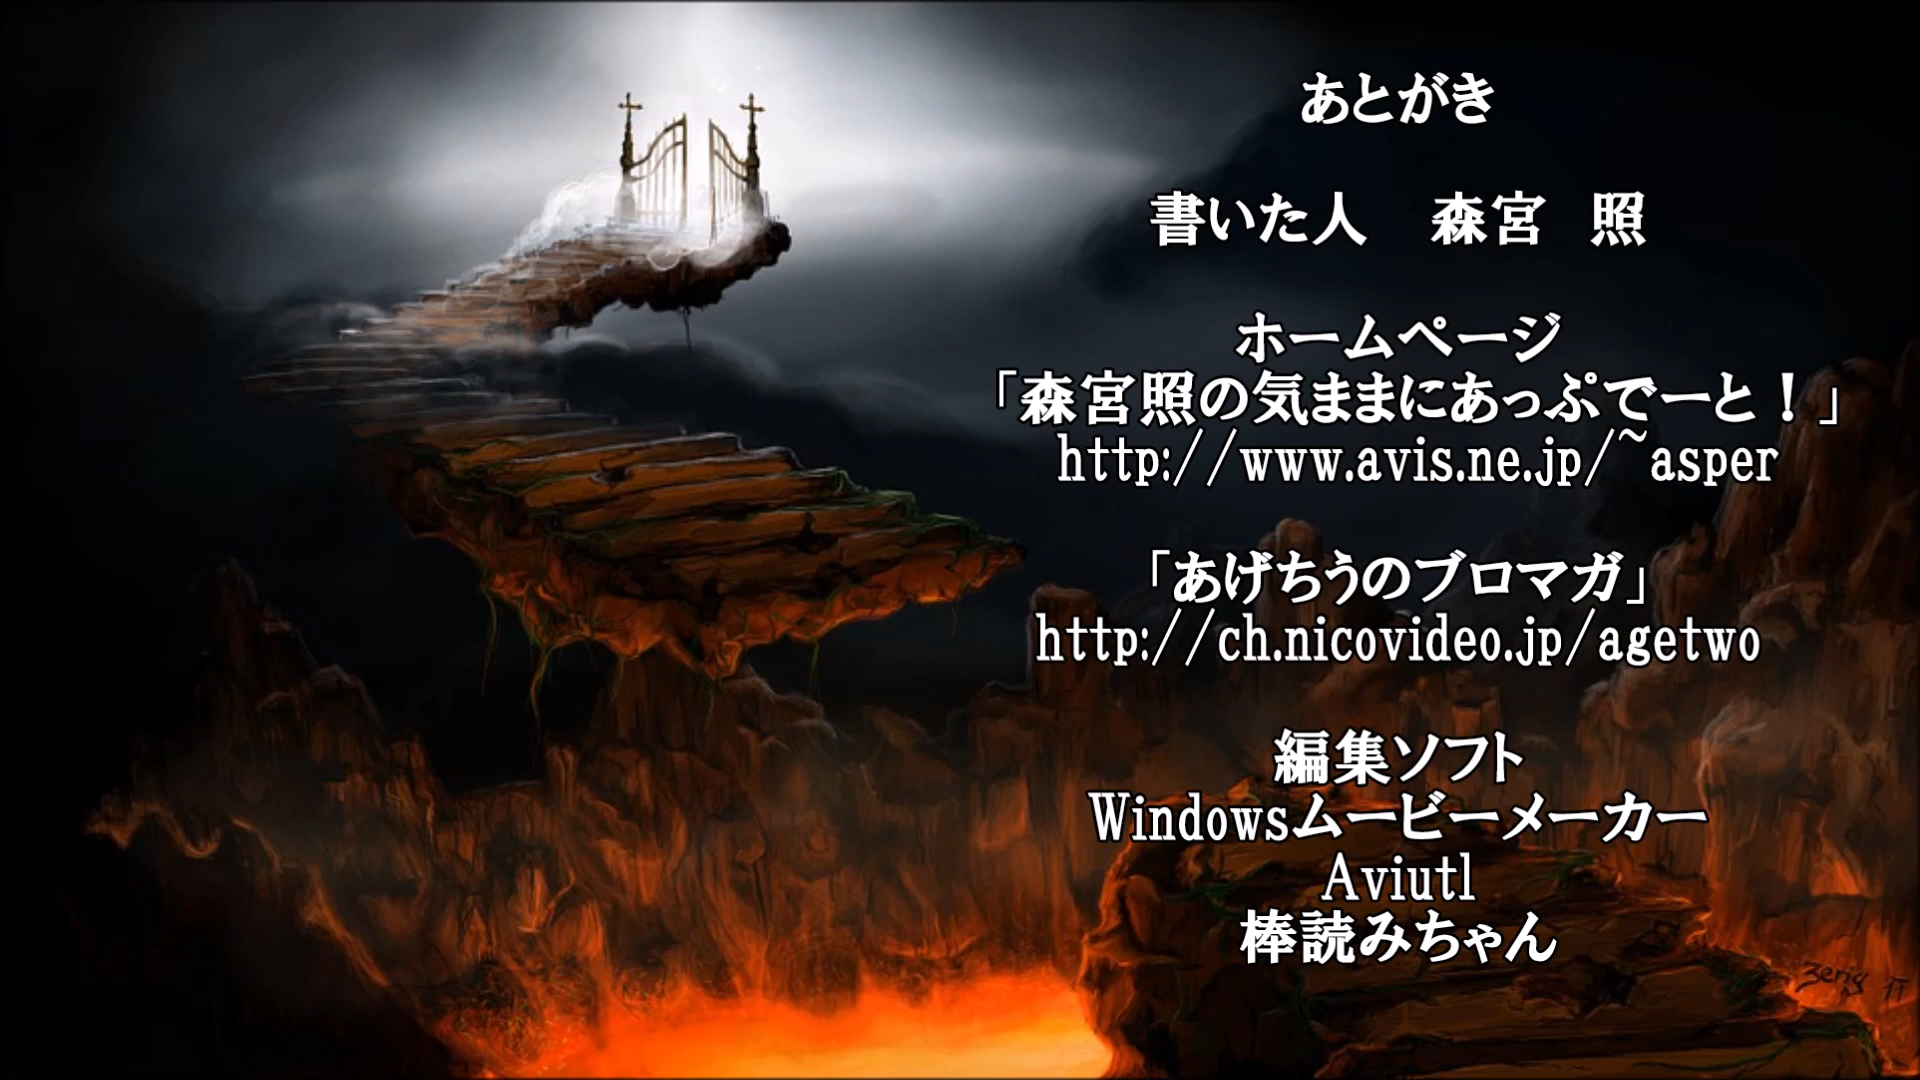 あとがき
書いた人　森宮　照
ホームページ
「森宮照の気ままにあっぷでーと！」
http://www.avis.ne.jp/~asper
「あげちうのブロマガ」
http://ch.nicovideo.jp/agetwo
編集ソフト
Windowsムービーメーカー
Aviutl
棒読みちゃん